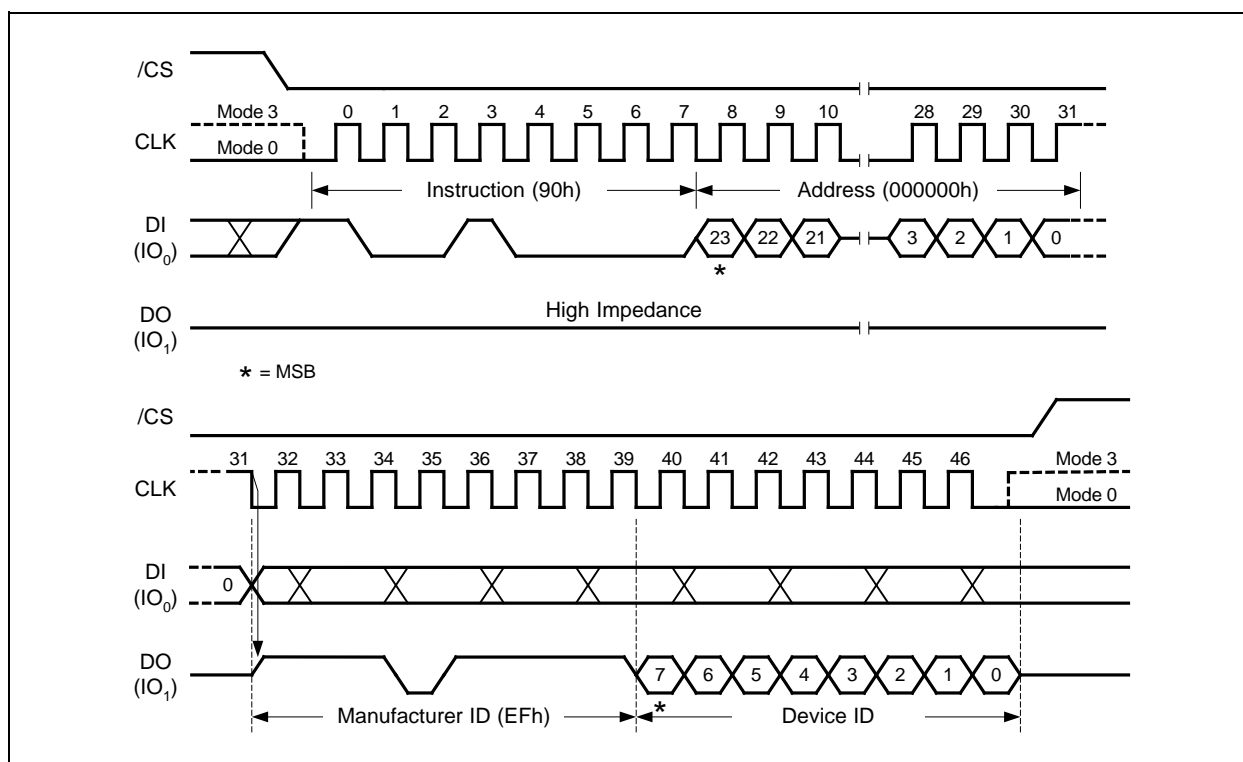 /CS
Mode 3 0 1 2 3 4 5 6 7 8 9 10 28 29 30 31
CLK
Mode 0
Instruction (90h) Address (000000h)
DI
(IO0)
23 22 21 3 2 1 0
*
DO
(IO1)
High Impedance
* = MSB
/CS
31 32 33 34 35 36 37 38 39 40 41 42 43 44 45 46
Mode 3
CLK
Mode 0
DI
(IO0)
0
DO
(IO1)
7 6 5 4 3 2 1 0
*
Manufacturer ID (EFh) Device ID